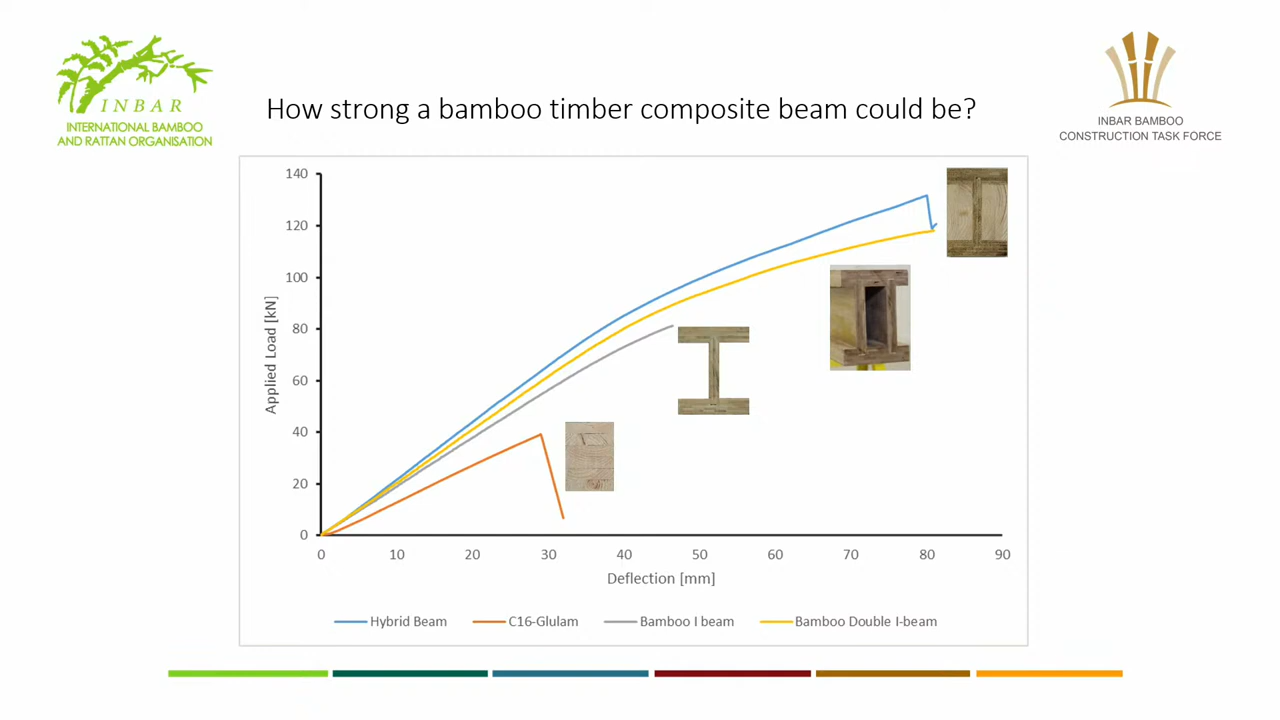 INBAR
INTERNATIONAL BAMBOO
AND RATTAN ORGANISATION
INBAR BAMBOO
CONSTRUCTION TASK FORCE
How strong a bamboo timber composite beam could be?
140
120
100
80
60
40
20
0
Applied Load [kN]
0 10 20 30 40 50 60 70 80 90
Deflection [mm]
Hybrid Beam C16-Glulam Bamboo I beam Bamboo Double I-beam